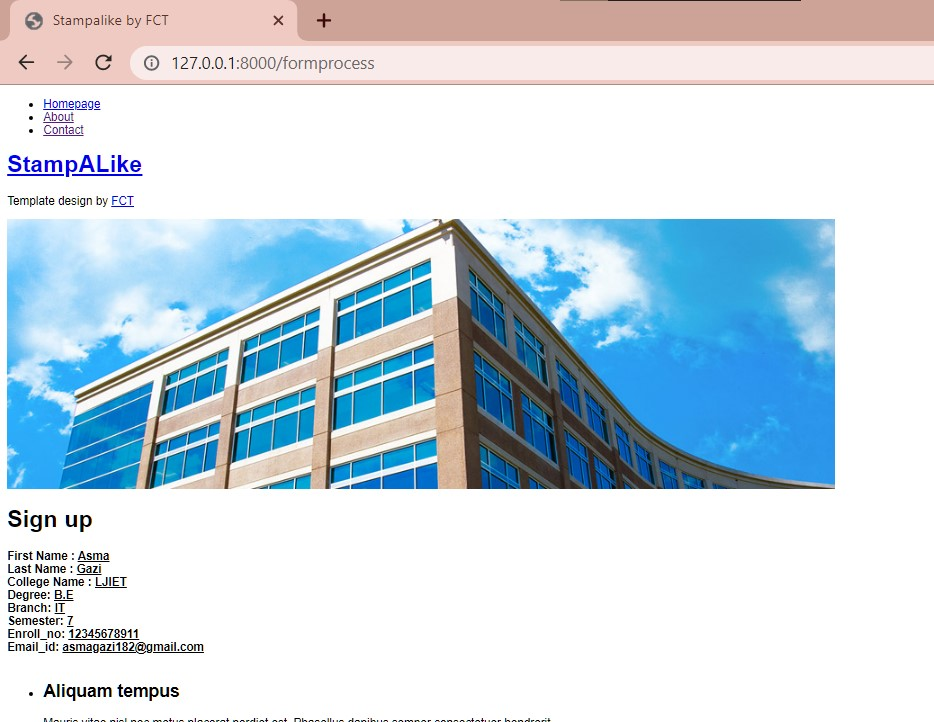 Stampalike by FCT
127.0.0.1:8000/formprocess
Homepage
About
Contact
StampALike
Template design by FCT
Sign up
First Name : Asma
Last Name : Gazi
College Name : LJIET
Degree: B.E
Branch: IT
Semester: 7
Enroll_no: 12345678911
Email_id: asmagazi182@gmail.com
Aliquam tempus
Mauris vitae nisl nec metus placerat perdiet est. Phasellus dapibus semper consectetuer hendrerit.